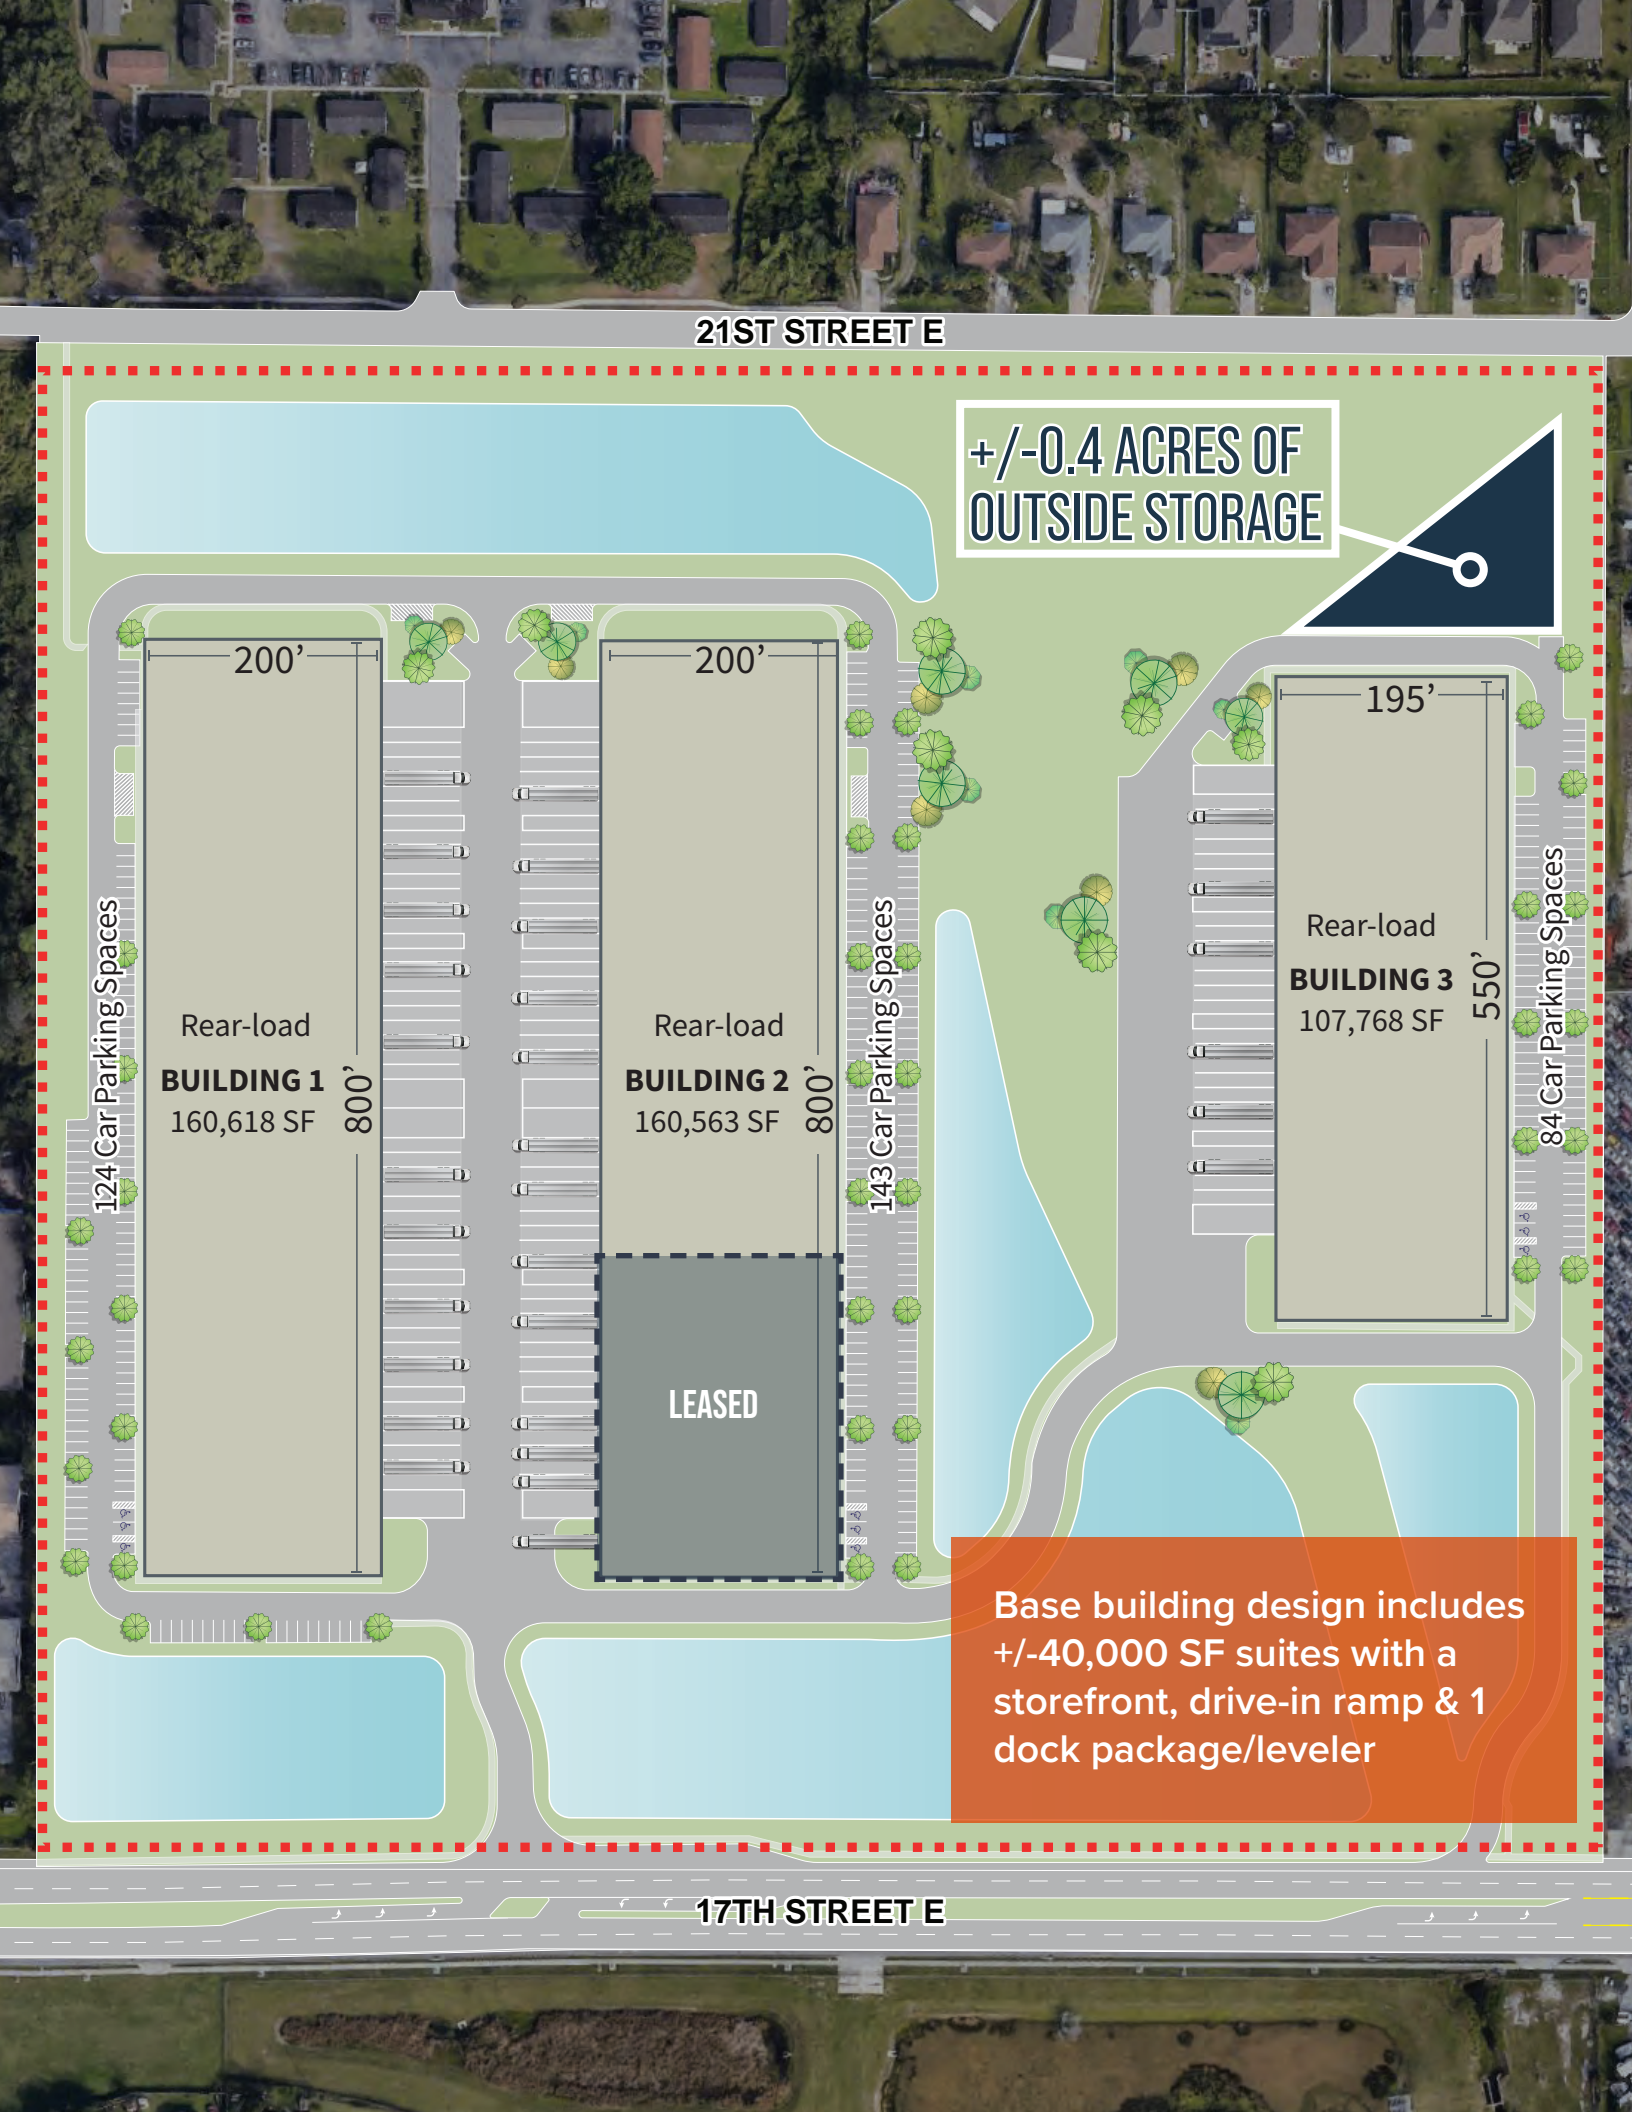 21ST STREET E
+/-0.4 ACRES OF
OUTSIDE STORAGE
200’
200’
195’
124 Car Parking Spaces
Rear-load
BUILDING 1
160,618 SF
800’
Rear-load
BUILDING 2
160,563 SF
800’
143 Car Parking Spaces
Rear-load
BUILDING 3
107,768 SF
550’
84 Car Parking Spaces
LEASED
Base building design includes
+/-40,000 SF suites with a
storefront, drive-in ramp & 1
dock package/leveler
17TH STREET E